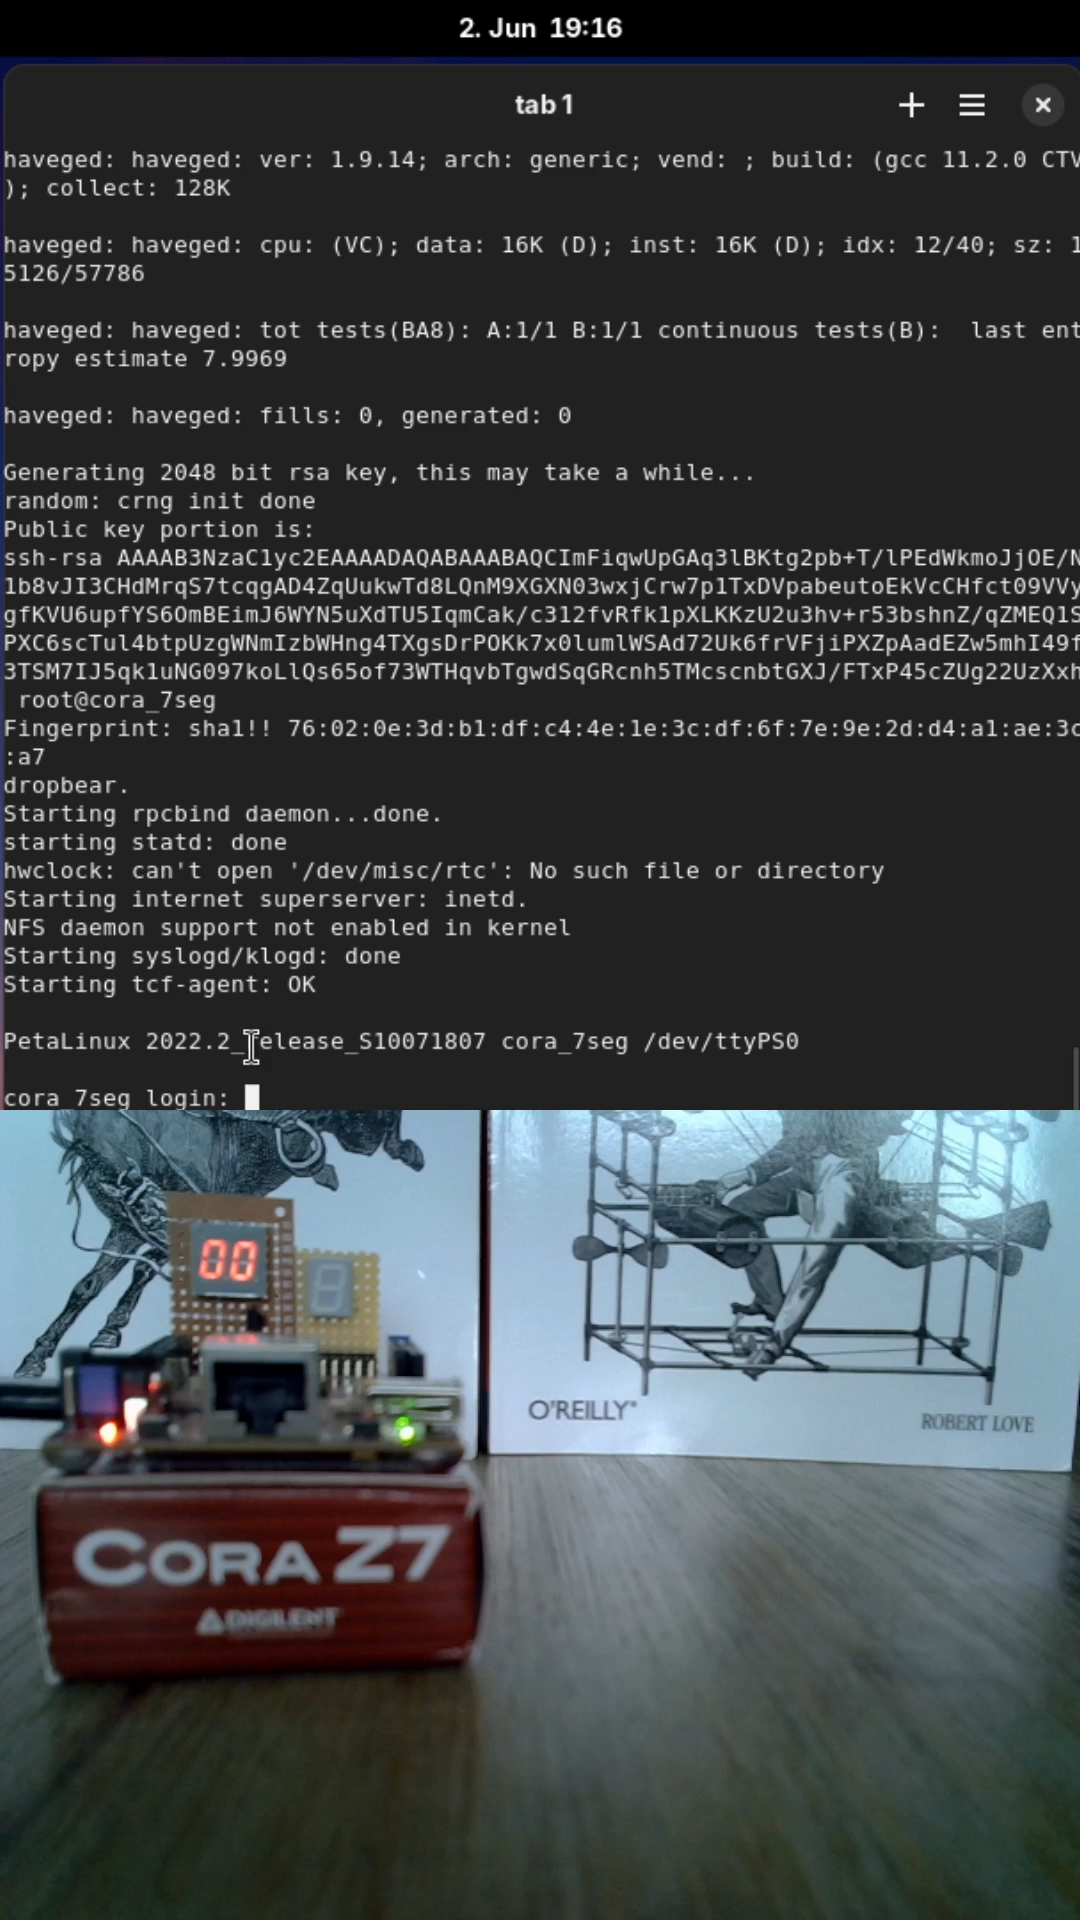 2. Jun 19:16
tab 1
haveged: haveged: ver: 1.9.14; arch: generic; vend: ; build: (gcc 11.2.0 CTV
); collect: 128K
haveged: haveged: cpu: (VC); data: 16K (D); inst: 16K (D); idx: 12/40; sz: 1
5126/57786
haveged: haveged: tot tests(BA8): A:1/1 B:1/1 continuous tests(B):  last ent
ropy estimate 7.9969
haveged: haveged: fills: 0, generated: 0
Generating 2048 bit rsa key, this may take a while...
random: crng init done
Public key portion is:
ssh-rsa AAAAB3NzaC1yc2EAAAADAQABAAABAQCImFiqwUpGAq3lBKtg2pb+T/lPEdWkmoJjOE/N
1b8vJI3CHdMrqS7tcqgAD4ZqUukwTd8LQnM9XGXN03wxjCrw7p1TxDVpabeutoEkVcCHfct09VVy
gfKVU6upfYS6OmBEimJ6WYN5uXdTU5IqmCak/c312fvRfk1pXLKKzU2u3hv+r53bshnZ/qZMEQ1S
PXC6scTul4btpUzgWNmIzbWHng4TXgsDrPOKk7x0lumlWSAd72Uk6frVFjiPXZpAadEZw5mhI49f
3TSM7IJ5qk1uNG097koLlQs65of73WTHqvbTgwdSqGRcnh5TMcscnbtGXJ/FTxP45cZUg22UzXxh
root@cora_7seg
Fingerprint: sha1!! 76:02:0e:3d:b1:df:c4:4e:1e:3c:df:6f:7e:9e:2d:d4:a1:ae:3c
:a7
dropbear.
Starting rpcbind daemon...done.
starting statd: done
hwclock: can't open '/dev/misc/rtc': No such file or directory
Starting internet superserver: inetd.
NFS daemon support not enabled in kernel
Starting syslogd/klogd: done
Starting tcf-agent: OK
PetaLinux 2022.2_release_S10071807 cora_7seg /dev/ttyPS0
cora_7seg login:
00
O'REILLY®
ROBERT LOVE
CORA Z7
DIGILENT